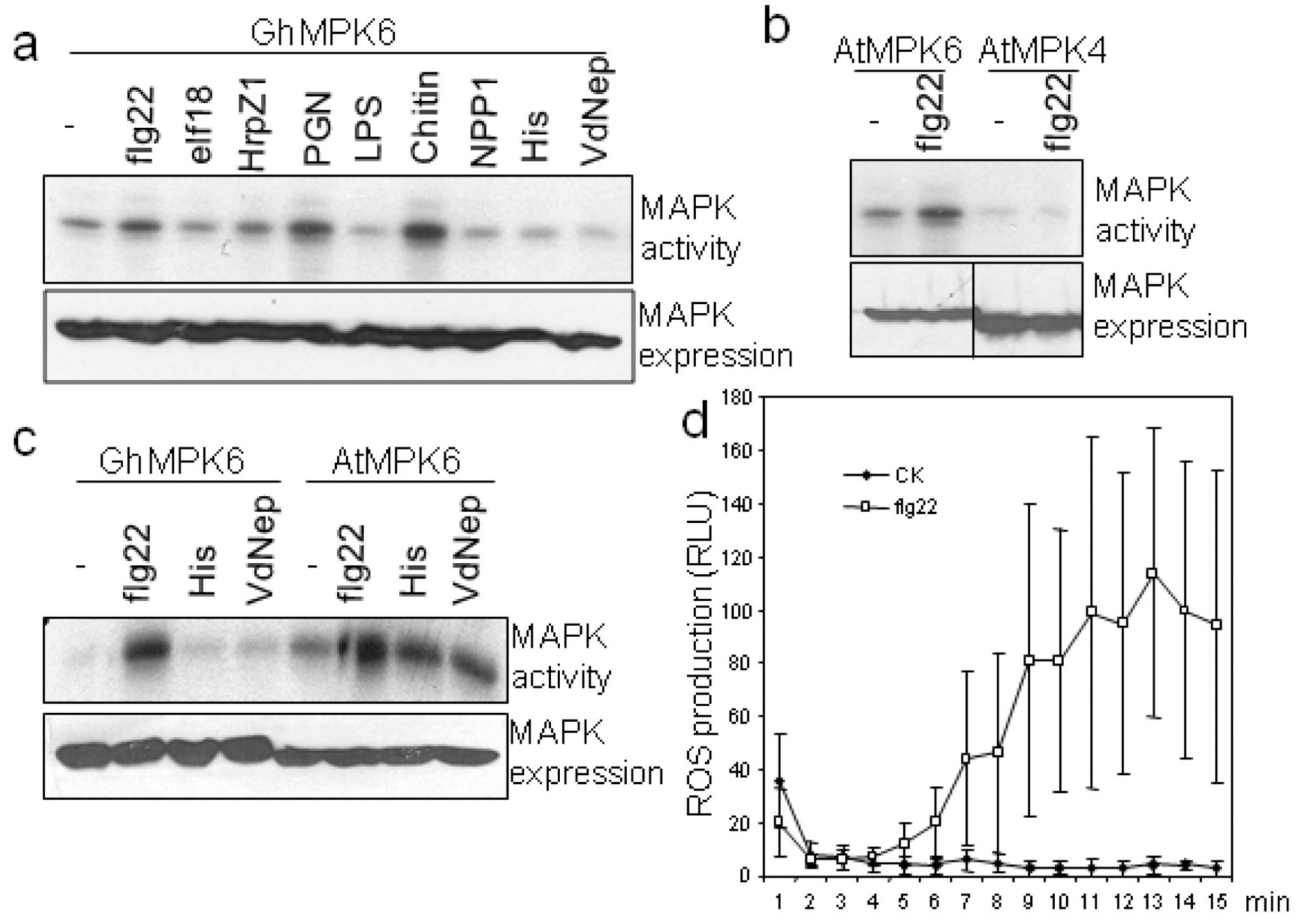 a
GhMPK6
- flg22 elf18 HrpZ1 PGN LPS Chitin NPP1 His VdNep
MAPK
activity
MAPK
expression
b
AtMPK6 AtMPK4
- flg22 - flg22
MAPK
activity
MAPK
expression
c
GhMPK6 AtMPK6
- flg22 His VdNep - flg22 His VdNep
MAPK
activity
MAPK
expression
d
ROS production (RLU)
180
160
140
120
100
80
60
40
20
0
CK
flg22
1 2 3 4 5 6 7 8 9 10 11 12 13 14 15 min